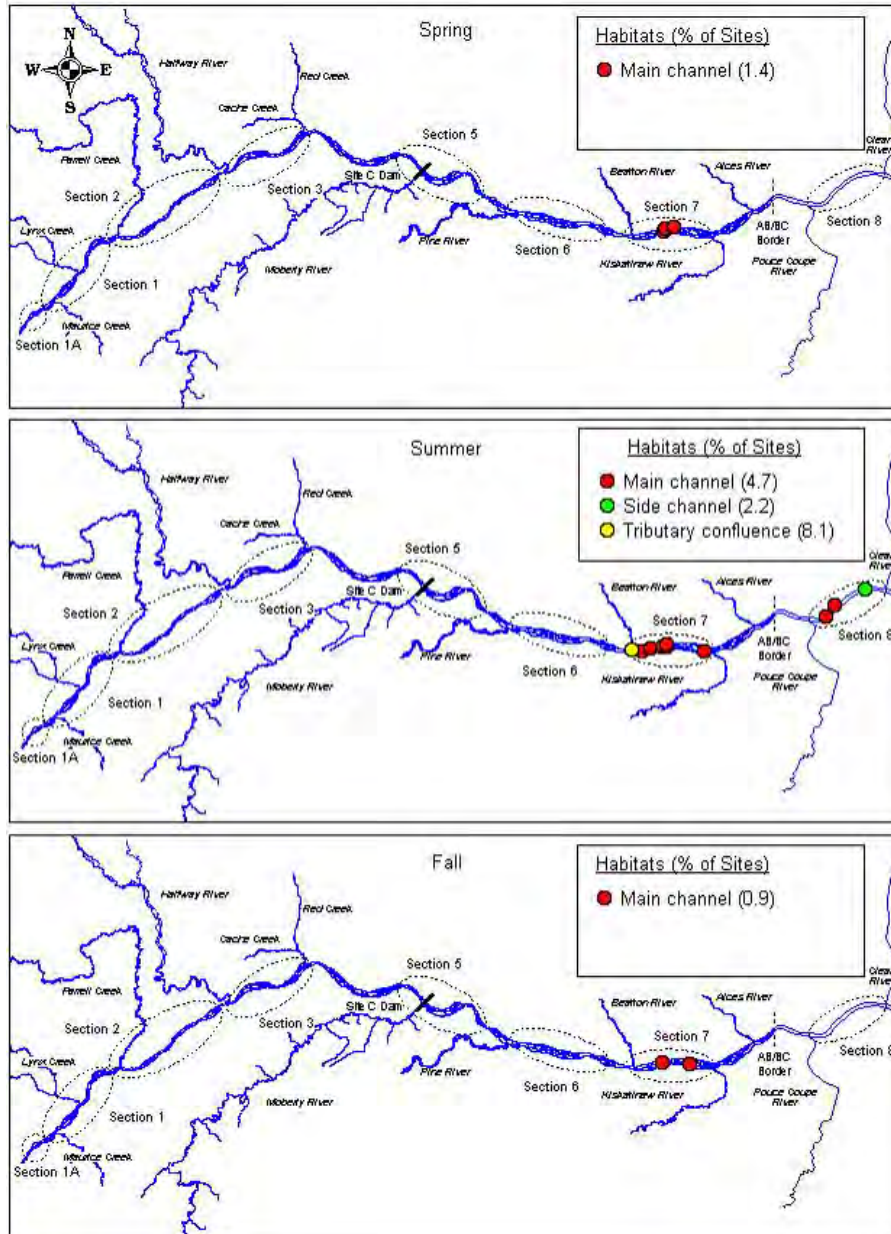 Spring
Habitats (% of Sites)
Main channel (1.4)
N
W E
S
Halfway River
Red Creek
Cache Creek
Farrell Creek
Section 5
Section 2
Site C Dam
Section 3
Beatton River
Alces River
Clear
River
Section 7
Lynx Creek
Pine River
Section 6
AB/BC
Border
Section 8
Moberly River
Kiskatinaw River
Pouce Coupe
River
Section 1
Maurice Creek
Section 1A
Summer
Habitats (% of Sites)
Main channel (4.7)
Side channel (2.2)
Tributary confluence (8.1)
Halfway River
Red Creek
Cache Creek
Farrell Creek
Section 5
Section 2
Site C Dam
Section 3
Beatton River
Alces River
Clear
River
Section 7
Lynx Creek
Pine River
Section 6
AB/BC
Border
Section 8
Moberly River
Kiskatinaw River
Pouce Coupe
River
Section 1
Maurice Creek
Section 1A
Fall
Habitats (% of Sites)
Main channel (0.9)
Halfway River
Red Creek
Cache Creek
Farrell Creek
Section 5
Section 2
Site C Dam
Section 3
Beatton River
Alces River
Clear
River
Section 7
Lynx Creek
Pine River
Section 6
AB/BC
Border
Section 8
Moberly River
Kiskatinaw River
Pouce Coupe
River
Section 1
Maurice Creek
Section 1A